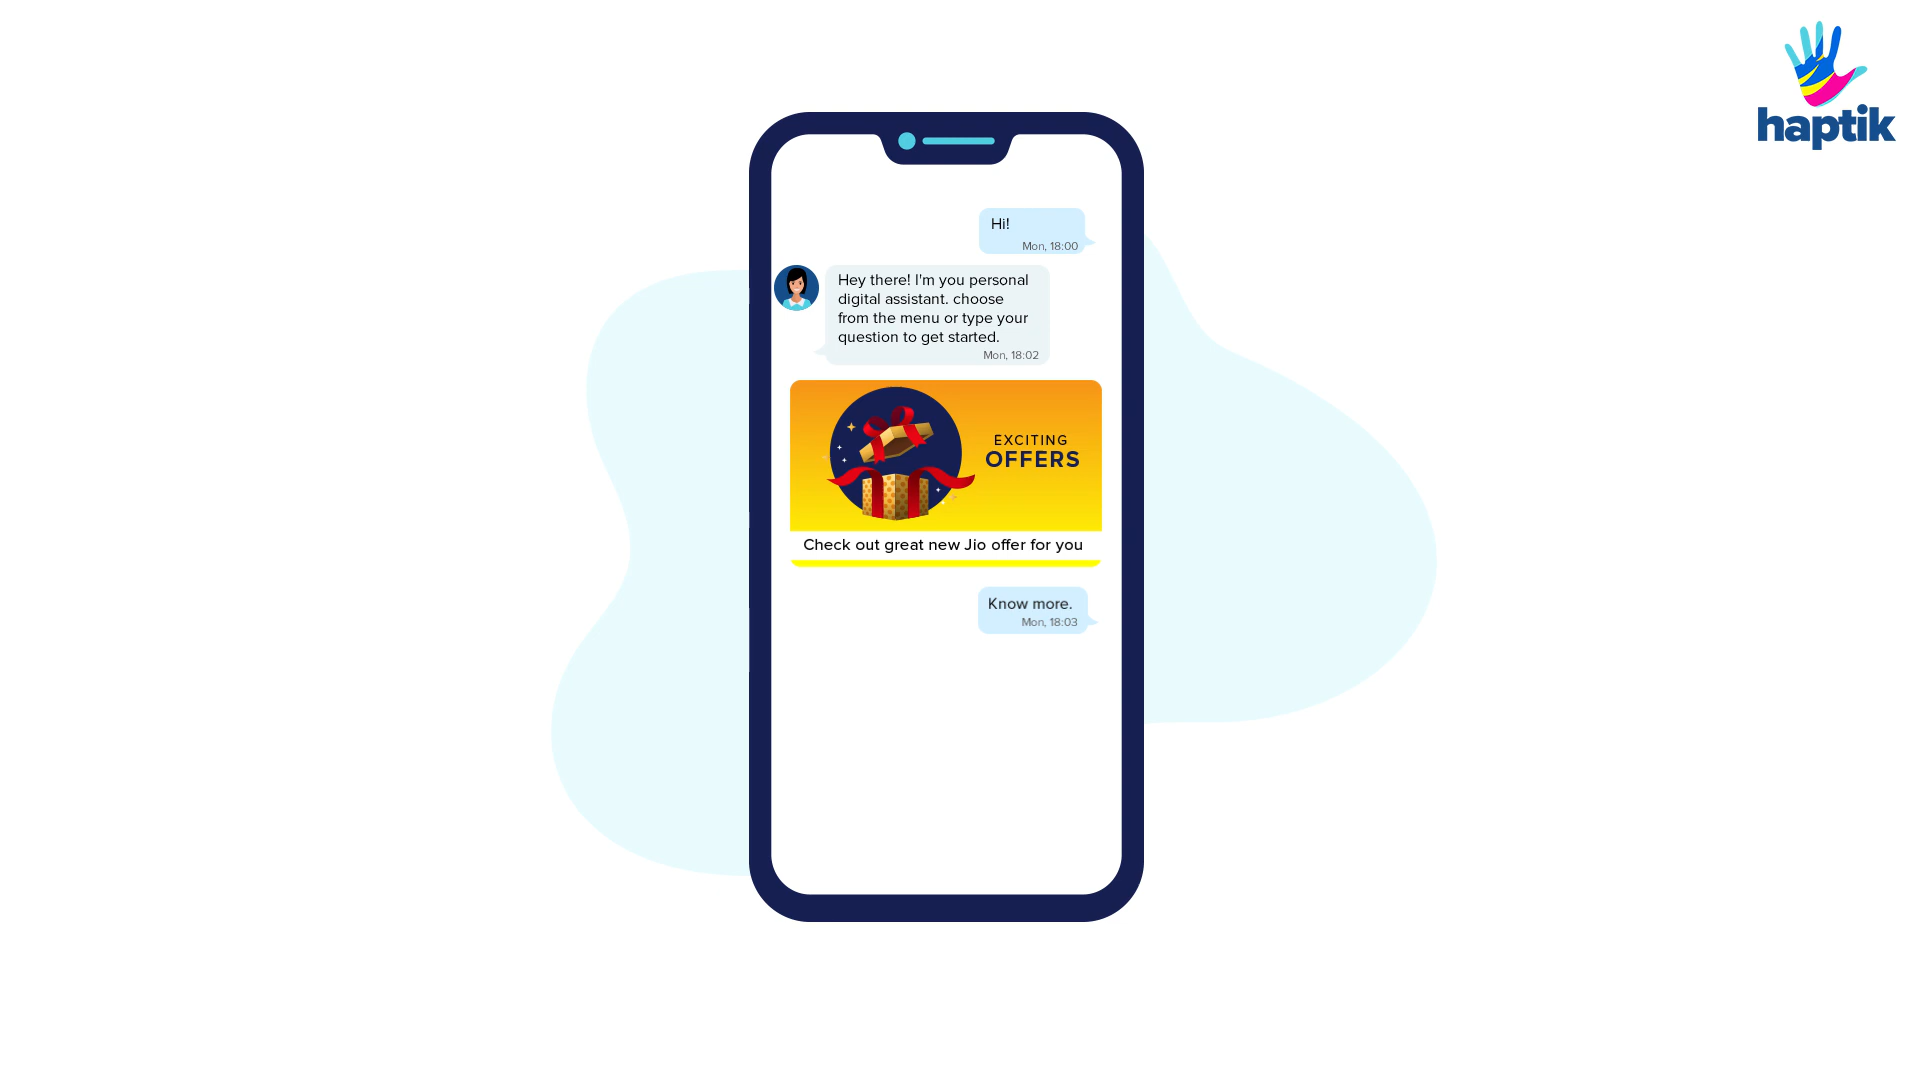 haptik
Hi!
Mon, 18:00
Hey there! I'm you personal
digital assistant. choose
from the menu or type your
question to get started.
Mon, 18:02
EXCITING
OFFERS
Check out great new Jio offer for you
Know more.
Mon, 18:03